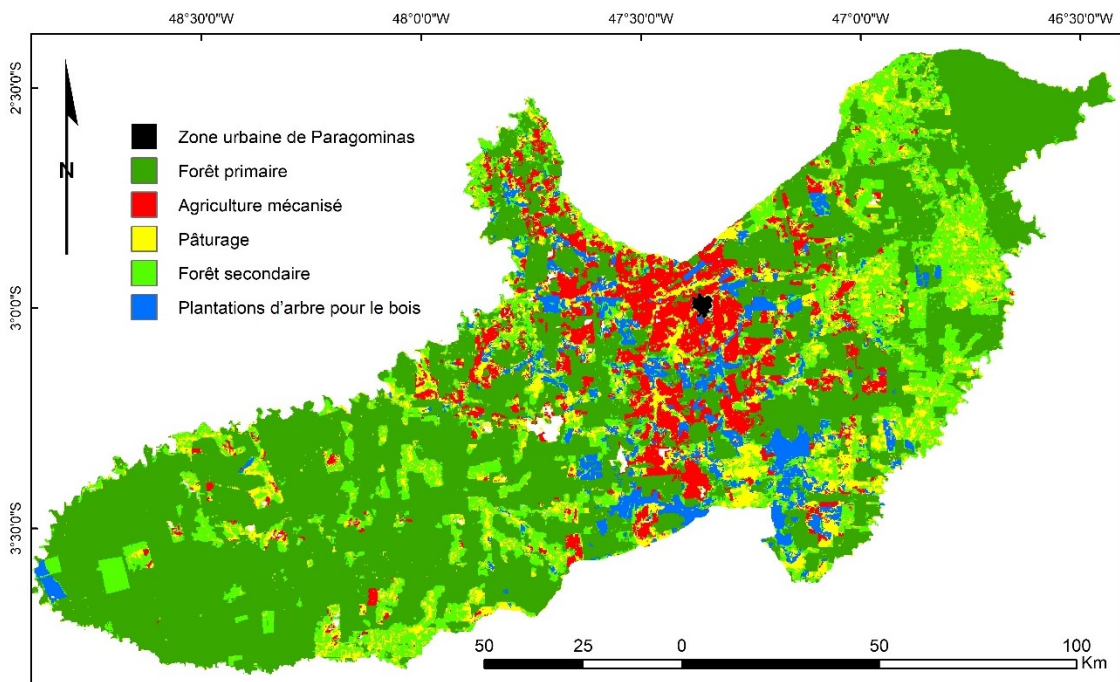 48°30'0"W 48°0'0"W 47°30'0"W 47°0'0"W 46°30'0"W
2°30'0"S
3°0'0"S
3°30'0"S
N
Zone urbaine de Paragominas
Forêt primaire
Agriculture mécanisé
Pâturage
Forêt secondaire
Plantations d'arbre pour le bois
50 25 0 50 100
Km